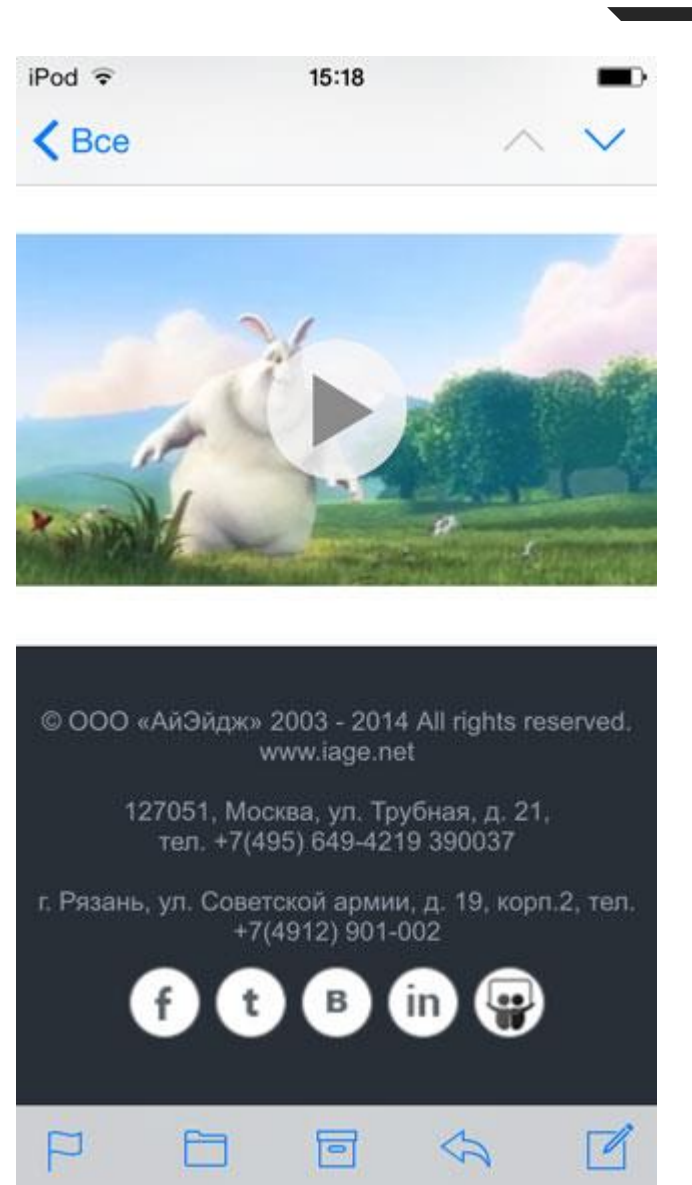 iPod 15:18
Все
© ООО «АйЭйдж» 2003 - 2014 All rights reserved.
www.iage.net
127051, Москва, ул. Трубная, д. 21,
тел. +7(495) 649-4219 390037
г. Рязань, ул. Советской армии, д. 19, корп.2, тел.
+7(4912) 901-002
f t B in